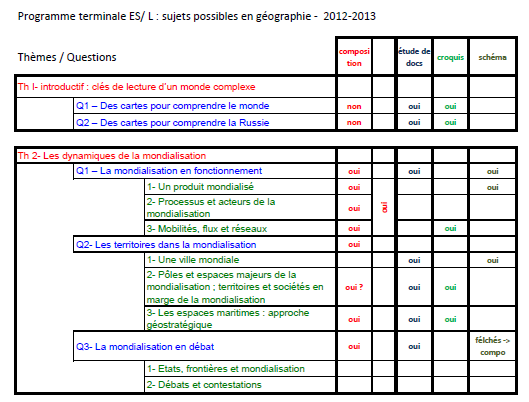 Programme terminale ES/ L : sujets possibles en géographie - 2012-2013
Thèmes / Questions
composi
tion
étude de
docs
croquis
schéma
Th I- introductif : clés de lecture d'un monde complexe
Q1 – Des cartes pour comprendre le monde non oui oui
Q2 – Des cartes pour comprendre la Russie non oui oui
Th 2- Les dynamiques de la mondialisation
Q1 – La mondialisation en fonctionnement oui oui oui
1- Un produit mondialisé oui oui
2- Processus et acteurs de la
mondialisation oui
oui
3- Mobilités, flux et réseaux oui oui
Q2- Les territoires dans la mondialisation oui
1- Une ville mondiale oui oui oui
2- Pôles et espaces majeurs de la
mondialisation ; territoires et sociétés en oui ? oui oui
marge de la mondialisation
3- Les espaces maritimes : approche
géostratégique oui oui oui
Q3- La mondialisation en débat oui oui
félchés ->
compo
1- Etats, frontières et mondialisation
2- Débats et contestations